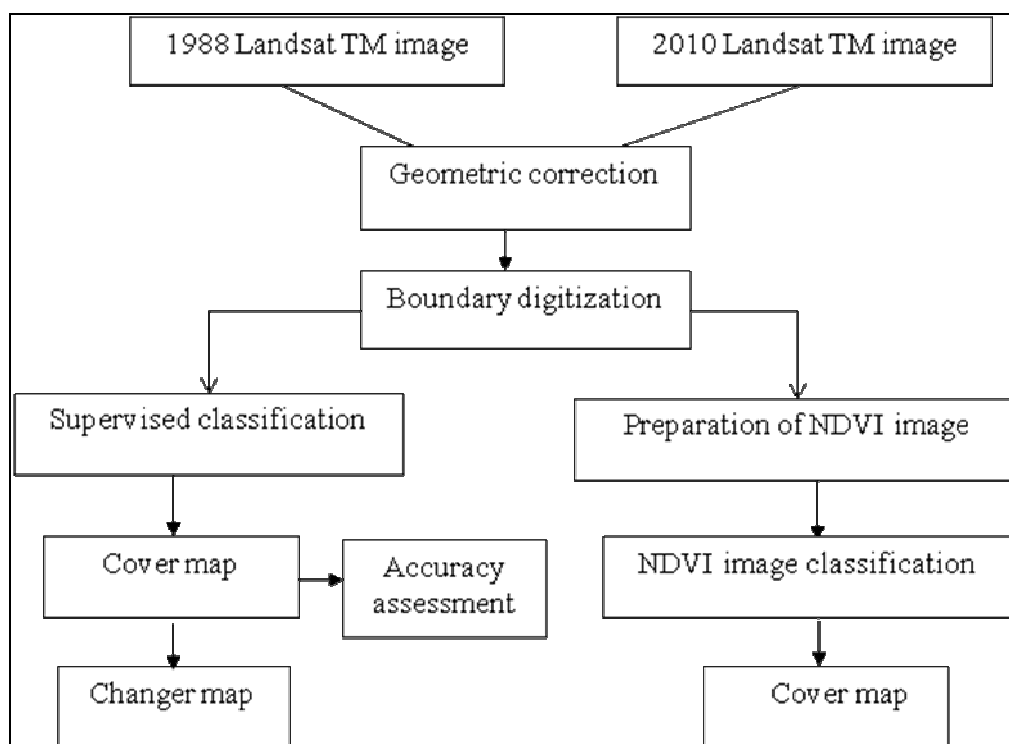 1988 Landsat TM image
2010 Landsat TM image
Geometric correction
Boundary digitization
Supervised classification
Preparation of NDVI image
Cover map
Accuracy
assessment
NDVI image classification
Changer map
Cover map